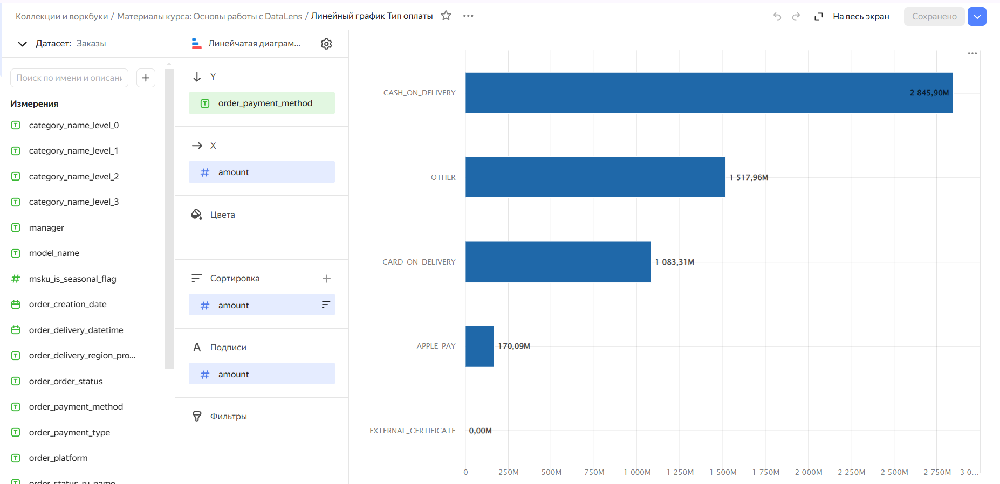 Коллекции и воркбуки / Материалы курса: Основы работы с DataLens / Линейный график Тип оплаты
На весь экран
Сохранено
Датасет: Заказы
Поиск по имени и описани
Измерения
category_name_level_0
category_name_level_1
category_name_level_2
category_name_level_3
manager
model_name
msku_is_seasonal_flag
order_creation_date
order_delivery_datetime
order_delivery_region_pro...
order_order_status
order_payment_method
order_payment_type
order_platform
order_status_ru_name
Линейчатая диаграм...
Y
order_payment_method
X
amount
Цвета
Сортировка
amount
Подписи
amount
Фильтры
CASH_ON_DELIVERY
2 845,90M
OTHER
1 517,96M
CARD_ON_DELIVERY
1 083,31M
APPLE_PAY
170,09M
EXTERNAL_CERTIFICATE
0,00M
0 250M 500M 750M 1 000M 1 250M 1 500M 1 750M 2 000M 2 250M 2 500M 2 750M 3 0...